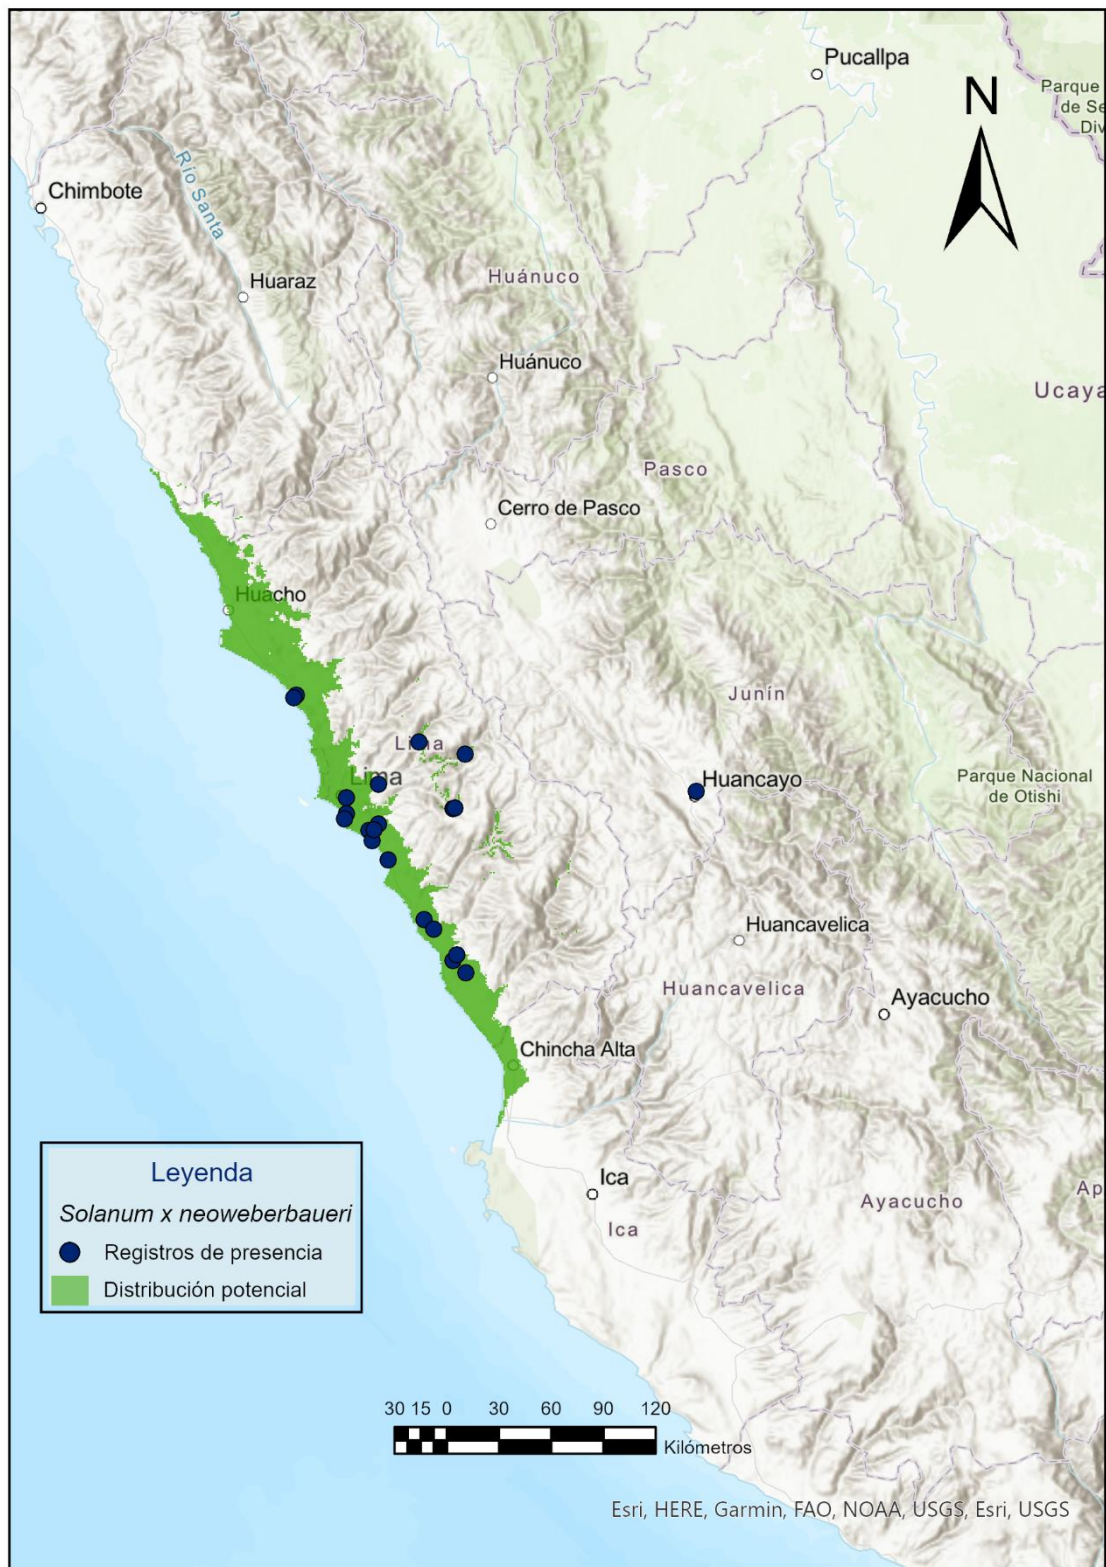 Pucallpa
N
Parque
de Se
Div
Chimbote
Río Santa
Huaraz
Huánuco
Huánuco
Ucaya
Pasco
Cerro de Pasco
Huacho
Junín
Lima
Lima
Huancayo
Parque Nacional
de Otishi
Huancavelica
Huancavelica
Ayacucho
Chincha Alta
Ica
Ica
Ayacucho
Ap
Leyenda
Solanum x neoweberbaueri
Registros de presencia
Distribución potencial
30 15 0 30 60 90 120
Kilómetros
Esri, HERE, Garmin, FAO, NOAA, USGS, Esri, USGS